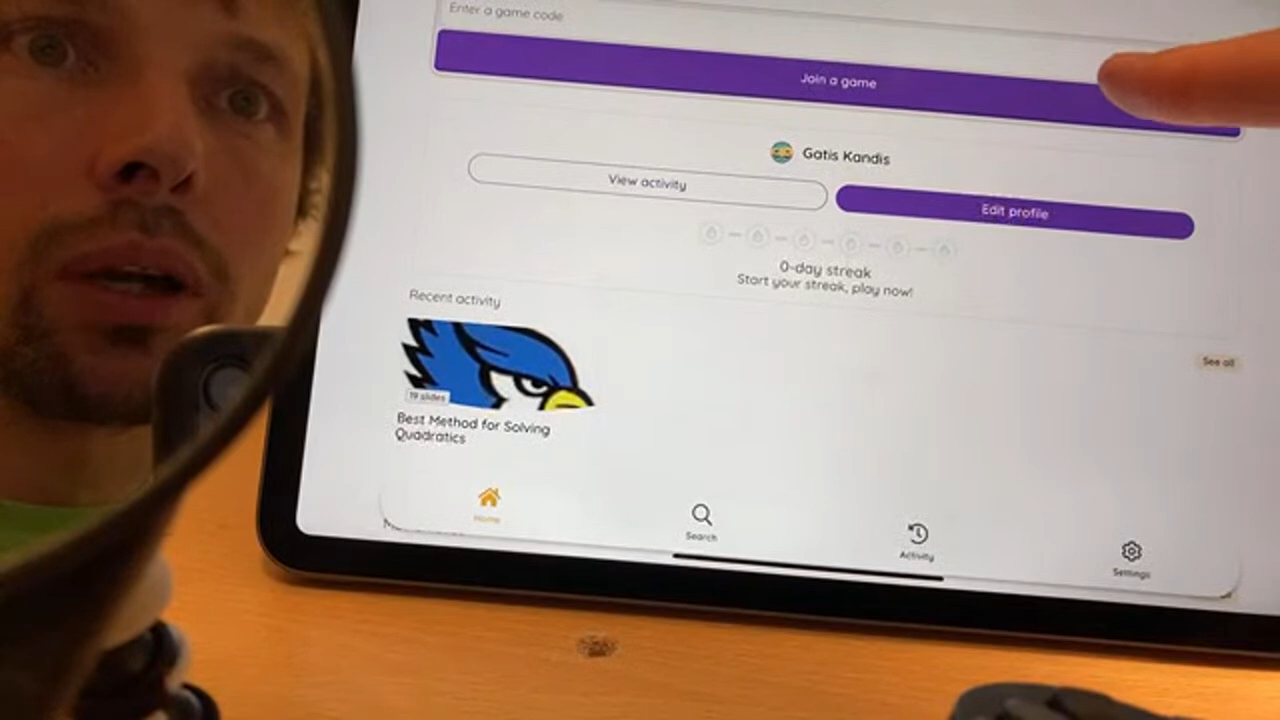 Enter a game code
Join a game
Gatis Kandis
View activity
Edit profile
0-day streak
Start your streak, play now!
Recent activity
See all
19 slides
Best Method for Solving
Quadratics
Home
Search
Activity
Settings